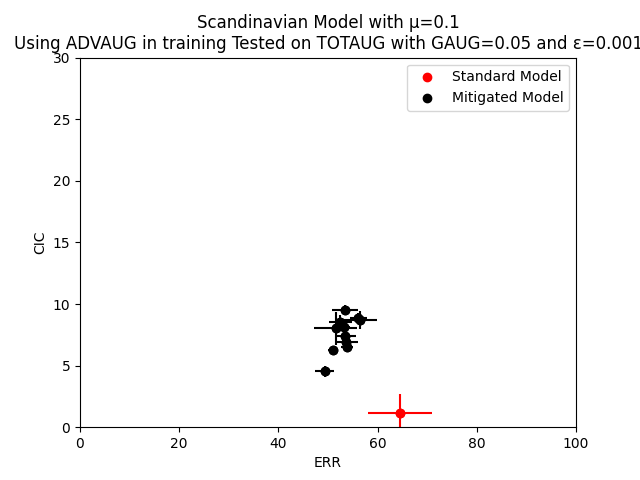 Scandinavian Model with μ=0.1
Using ADVAUG in training Tested on TOTAUG with GAUG=0.05 and ε=0.001
Standard Model
Mitigated Model
30
25
20
15
10
5
0
CIC
0 20 40 60 80 100
ERR